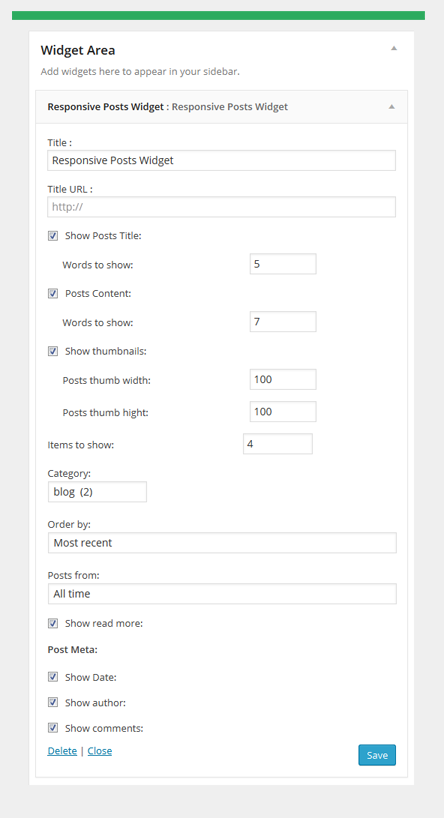 Widget Area
Add widgets here to appear in your sidebar.
Responsive Posts Widget : Responsive Posts Widget
Title :
Responsive Posts Widget
Title URL :
http://
Show Posts Title:
Words to show: 5
Posts Content:
Words to show: 7
Show thumbnails:
Posts thumb width: 100
Posts thumb hight: 100
Items to show: 4
Category:
blog (2)
Order by:
Most recent
Posts from:
All time
Show read more:
Post Meta:
Show Date:
Show author:
Show comments:
Delete | Close Save